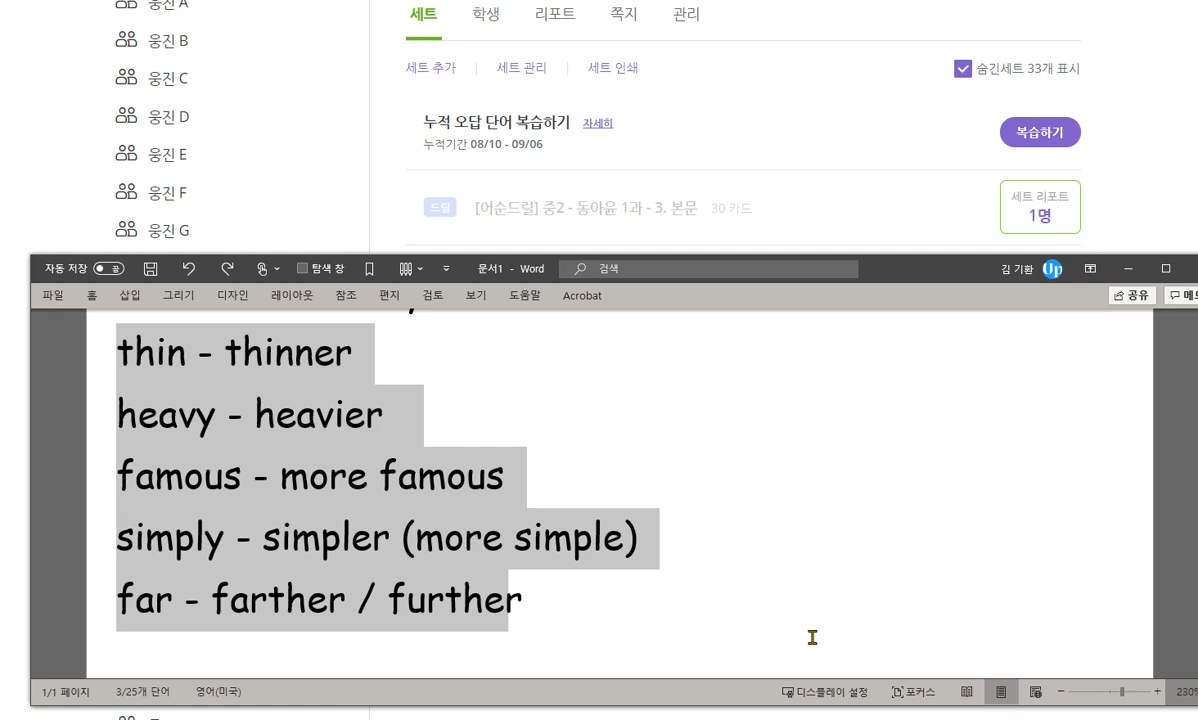 웅진 A
세트 학생 리포트 쪽지 관리
웅진 B
세트 추가 | 세트 관리 | 세트 인쇄 숨긴세트 33개 표시
웅진 C
웅진 D
누적 오답 단어 복습하기 자세히
복습하기
누적기간 08/10 - 09/06
웅진 E
웅진 F
드릴 [어순드릴] 중2 - 동아윤 1과 - 3. 본문 30 카드
세트 리포트
1명
웅진 G
자동 저장 끔 탐색 창 문서1 - Word 검색 김 기환 Up
파일 홈 삽입 그리기 디자인 레이아웃 참조 편지 검토 보기 도움말 Acrobat 공유
thin - thinner
heavy - heavier
famous - more famous
simply - simpler (more simple)
far - farther / further
1/1 페이지 3/25개 단어 영어(미국) 디스플레이 설정 포커스 230%